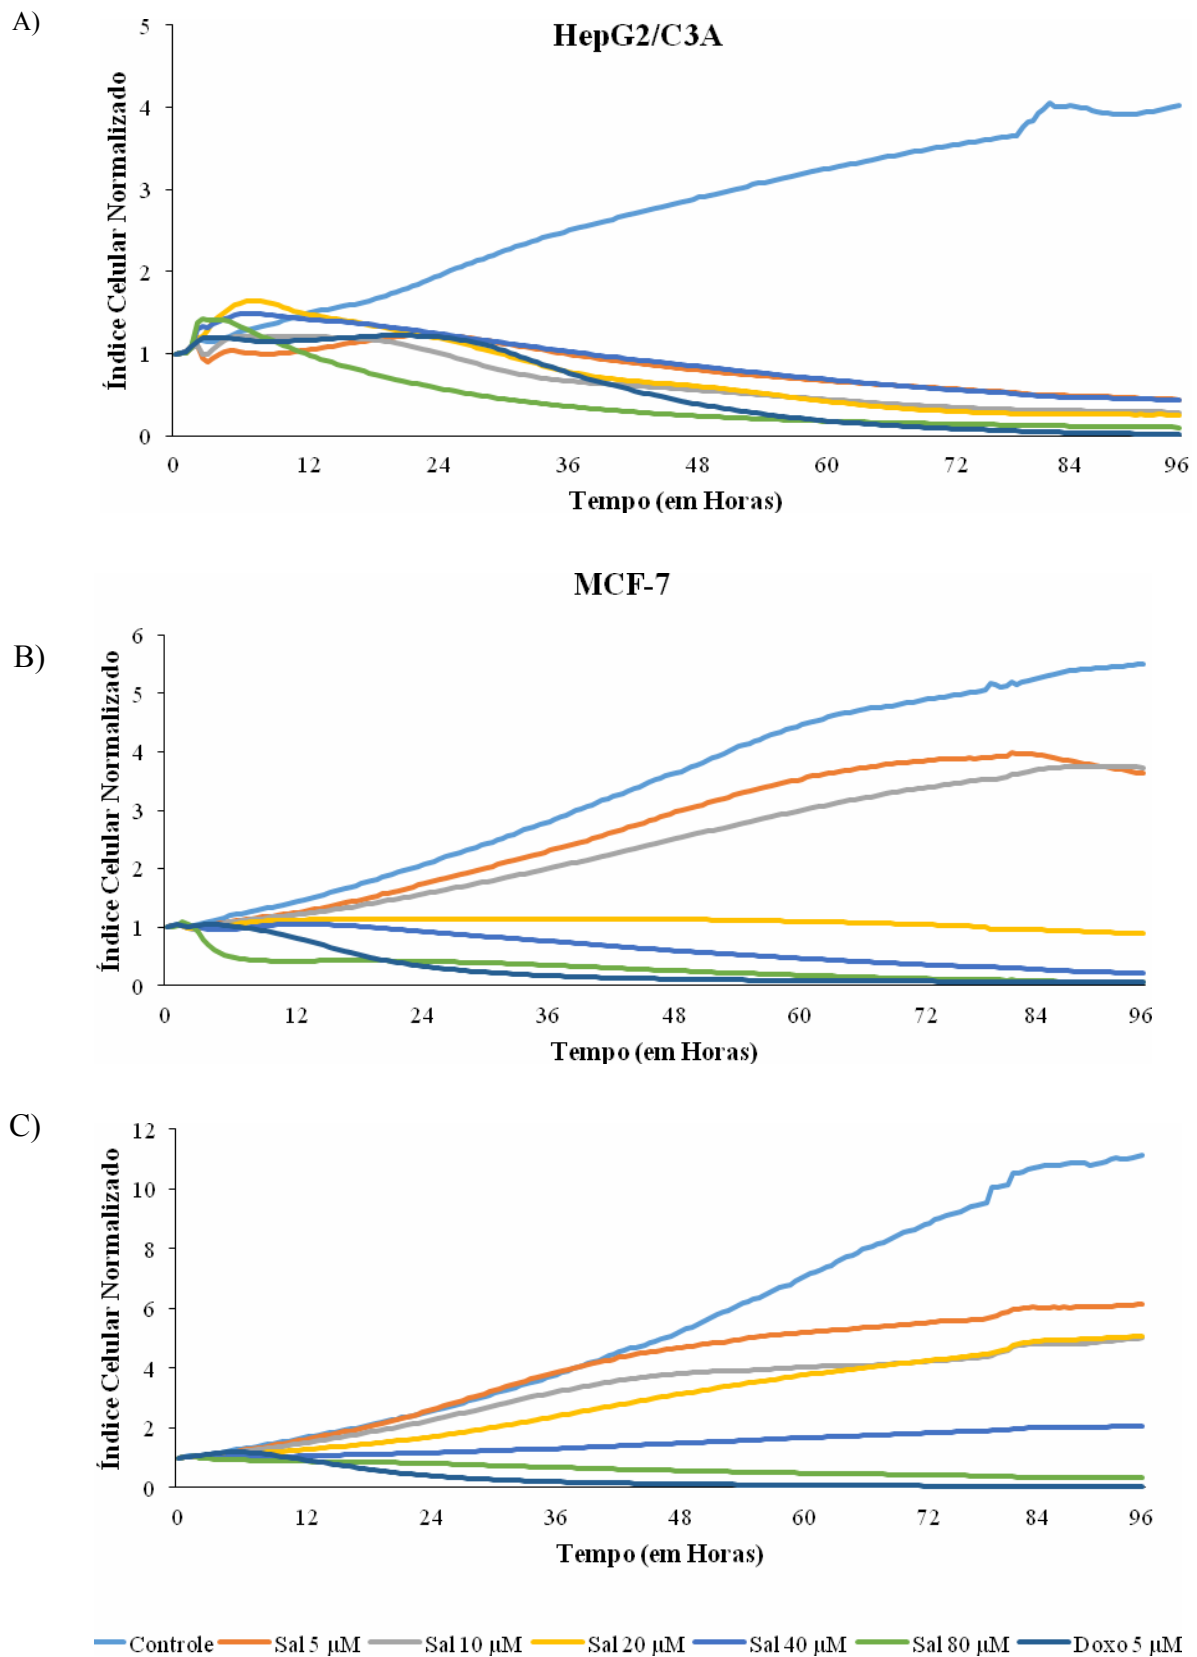 A)
HepG2/C3A
Índice Celular Normalizado
5
4
3
2
1
0
0 12 24 36 48 60 72 84 96
Tempo (em Horas)
B)
MCF-7
Índice Celular Normalizado
6
5
4
3
2
1
0
0 12 24 36 48 60 72 84 96
Tempo (em Horas)
C)
Índice Celular Normalizado
12
10
8
6
4
2
0
0 12 24 36 48 60 72 84 96
Tempo (em Horas)
Controle Sal 5 µM Sal 10 µM Sal 20 µM Sal 40 µM Sal 80 µM Doxo 5 µM